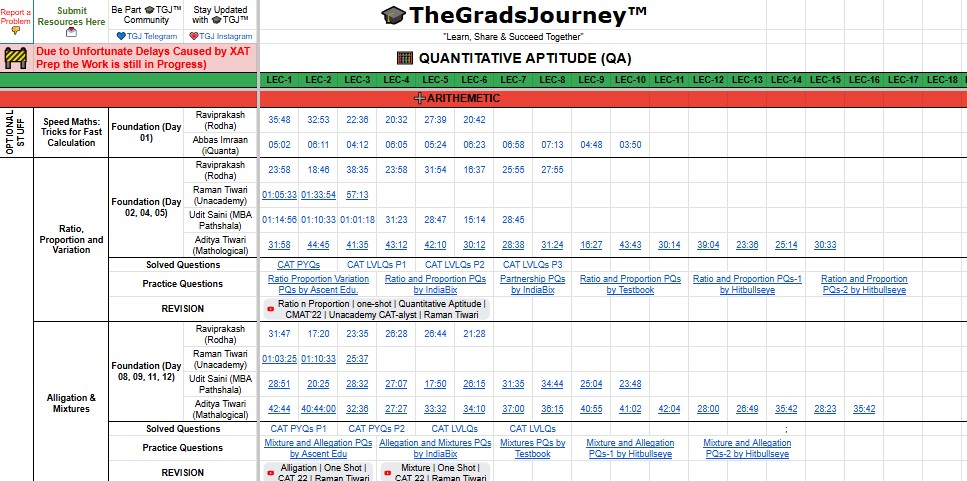 Report a
Problem
Submit
Resources Here
Be Part TGJ™
Community
TGJ Telegram
Stay Updated
with TGJ™
TGJ Instagram
TheGradsJourney™
"Learn, Share & Succeed Together"
Due to Unfortunate Delays Caused by XAT
Prep the Work is still in Progress)
QUANTITATIVE APTITUDE (QA)
LEC-1 LEC-2 LEC-3 LEC-4 LEC-5 LEC-6 LEC-7 LEC-8 LEC-9 LEC-10 LEC-11 LEC-12 LEC-13 LEC-14 LEC-15 LEC-16 LEC-17 LEC-18
ARITHEMETIC
OPTIONAL
STUFF
Speed Maths:
Tricks for Fast
Calculation
Foundation (Day
01)
Raviprakash
(Rodha)
35:48 32:53 22:36 20:32 27:39 20:42
Abbas Imraan
(iQuanta)
05:02 06:11 04:12 06:05 05:24 06:23 06:58 07:13 04:48 03:50
Ratio,
Proportion and
Variation
Foundation (Day
02, 04, 05)
Raviprakash
(Rodha)
23:58 18:46 38:35 23:58 31:54 16:37 25:55 27:55
Raman Tiwari
(Unacademy)
01:05:33 01:33:54 57:13
Udit Saini (MBA
Pathshala)
01:14:56 01:10:33 01:01:18 31:23 28:47 15:14 28:45
Aditya Tiwari
(Mathological)
31:58 44:45 41:35 43:12 42:10 30:12 28:38 31:24 16:27 43:43 30:14 39:04 23:36 25:14 30:33
Solved Questions
CAT PYQs CAT LVLQs P1 CAT LVLQs P2 CAT LVLQs P3
Practice Questions
Ratio Proportion Variation
PQs by Ascent Edu.
Ratio and Proportion PQs
by IndiaBix
Partnership PQs
by IndiaBix
Ratio and Proportion PQs
by Testbook
Ratio and Proportion PQs-1
by Hitbullseye
Ration and Proportion
PQs-2 by Hitbullseye
REVISION
Ratio n Proportion | one-shot | Quantitative Aptitude |
CMAT'22 | Unacademy CAT-alyst | Raman Tiwari
Alligation &
Mixtures
Foundation (Day
08, 09, 11, 12)
Raviprakash
(Rodha)
31:47 17:20 23:35 26:28 26:44 21:28
Raman Tiwari
(Unacademy)
01:03:25 01:10:33 25:37
Udit Saini (MBA
Pathshala)
28:51 20:25 28:32 27:07 17:50 26:15 31:35 34:44 25:04 23:48
Aditya Tiwari
(Mathalogical)
42:44 40:44:00 32:36 27:27 33:32 34:10 37:00 36:15 40:55 41:02 42:04 28:00 26:49 35:42 28:23 35:42
Solved Questions
CAT PYQs P1 CAT PYQs P2 CAT LVLQs CAT LVLQs ;
Practice Questions
Mixture and Allegation PQs
by Ascent Edu
Allegation and Mixtures PQs
by IndiaBix
Mixtures PQs by
Testbook
Mixture and Allegation
PQs-1 by Hitbullseye
Mixture and Allegation
PQs-2 by Hitbullseye
REVISION
Alligation | One Shot |
CAT 22 | Raman Tiwari
Mixture | One Shot |
CAT 22 | Raman Tiwari